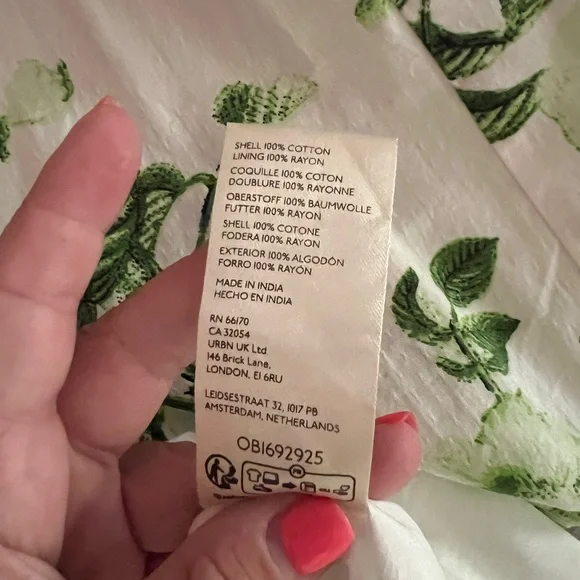 SHELL 100% COTTON
LINING 100% RAYON
COQUILLE 100% COTON
DOUBLURE 100% RAYONNE
OBERSTOFF 100% BAUMWOLLE
FUTTER 100% RAYON
SHELL 100% COTONE
FODERA 100% RAYON
EXTERIOR 100% ALGODÓN
FORRO 100% RAYÓN
MADE IN INDIA
HECHO EN INDIA
RN 66170
CA 32054
URBN UK Ltd
146 Brick Lane,
LONDON, E1 6RU
LEIDSESTRAAT 32, 1017 PB
AMSTERDAM, NETHERLANDS
OB1692925
FR